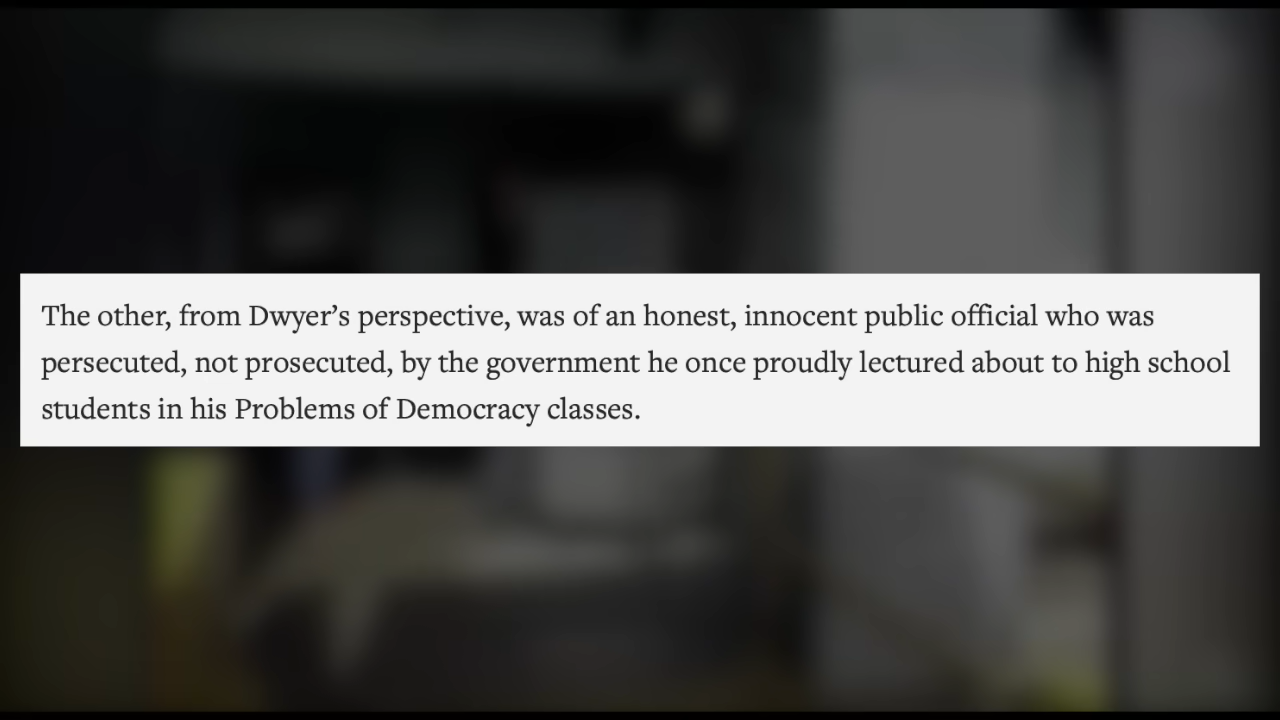 The other, from Dwyer’s perspective, was of an honest, innocent public official who was
persecuted, not prosecuted, by the government he once proudly lectured about to high school
students in his Problems of Democracy classes.